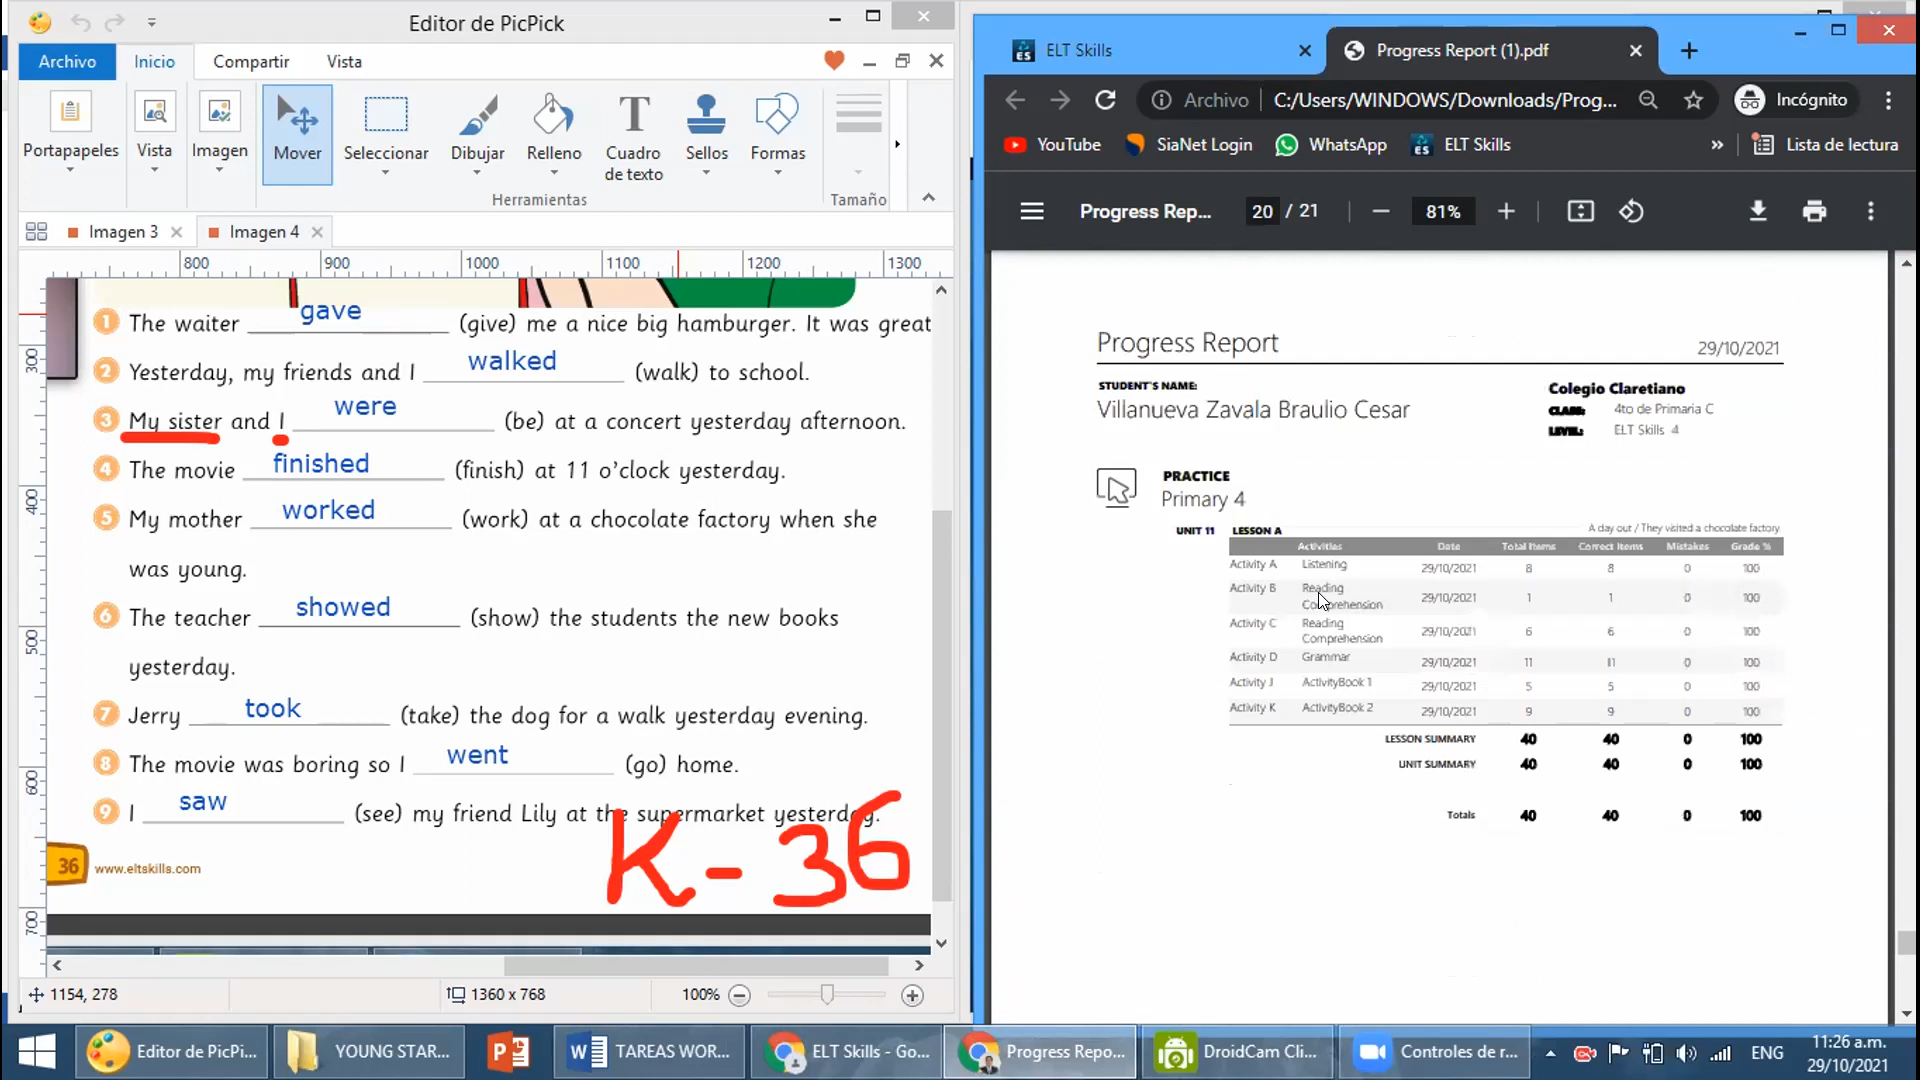 Editor de PicPick
Archivo Inicio Compartir Vista
Portapapeles Vista Imagen Mover Seleccionar Dibujar Relleno Cuadro de texto Sellos Formas
Herramientas Tamaño
Imagen 3 Imagen 4
800 900 1000 1100 1200 1300
300
400
500
600
700
1 The waiter gave (give) me a nice big hamburger. It was great
2 Yesterday, my friends and I walked (walk) to school.
3 My sister and I were (be) at a concert yesterday afternoon.
4 The movie finished (finish) at 11 o'clock yesterday.
5 My mother worked (work) at a chocolate factory when she
was young.
6 The teacher showed (show) the students the new books
yesterday.
7 Jerry took (take) the dog for a walk yesterday evening.
8 The movie was boring so I went (go) home.
9 I saw (see) my friend Lily at the supermarket yesterday.
K-36
36 www.eltskills.com
1154, 278 1360 x 768 100%
ELT Skills Progress Report (1).pdf
Archivo C:/Users/WINDOWS/Downloads/Prog... Incógnito
YouTube SiaNet Login WhatsApp ES ELT Skills » Lista de lectura
Progress Rep... 20 / 21 81%
Progress Report 29/10/2021
STUDENT'S NAME: Colegio Claretiano
Villanueva Zavala Braulio Cesar CLASS: 4to de Primaria C
LEVEL: ELT Skills 4
PRACTICE
Primary 4
UNIT 11 LESSON A A day out / They visited a chocolate factory
Activities Date Total Items Correct Items Mistakes Grade %
Activity A Listening 29/10/2021 8 8 0 100
Activity B Reading Comprehension 29/10/2021 1 1 0 100
Activity C Reading Comprehension 29/10/2021 6 6 0 100
Activity D Grammar 29/10/2021 11 11 0 100
Activity J ActivityBook 1 29/10/2021 5 5 0 100
Activity K ActivityBook 2 29/10/2021 9 9 0 100
LESSON SUMMARY 40 40 0 100
UNIT SUMMARY 40 40 0 100
Totals 40 40 0 100
Editor de PicPi... YOUNG STAR... TAREAS WOR... ELT Skills - Go... Progress Repo... DroidCam Cli... Controles de r... ENG 11:26 a.m.
29/10/2021